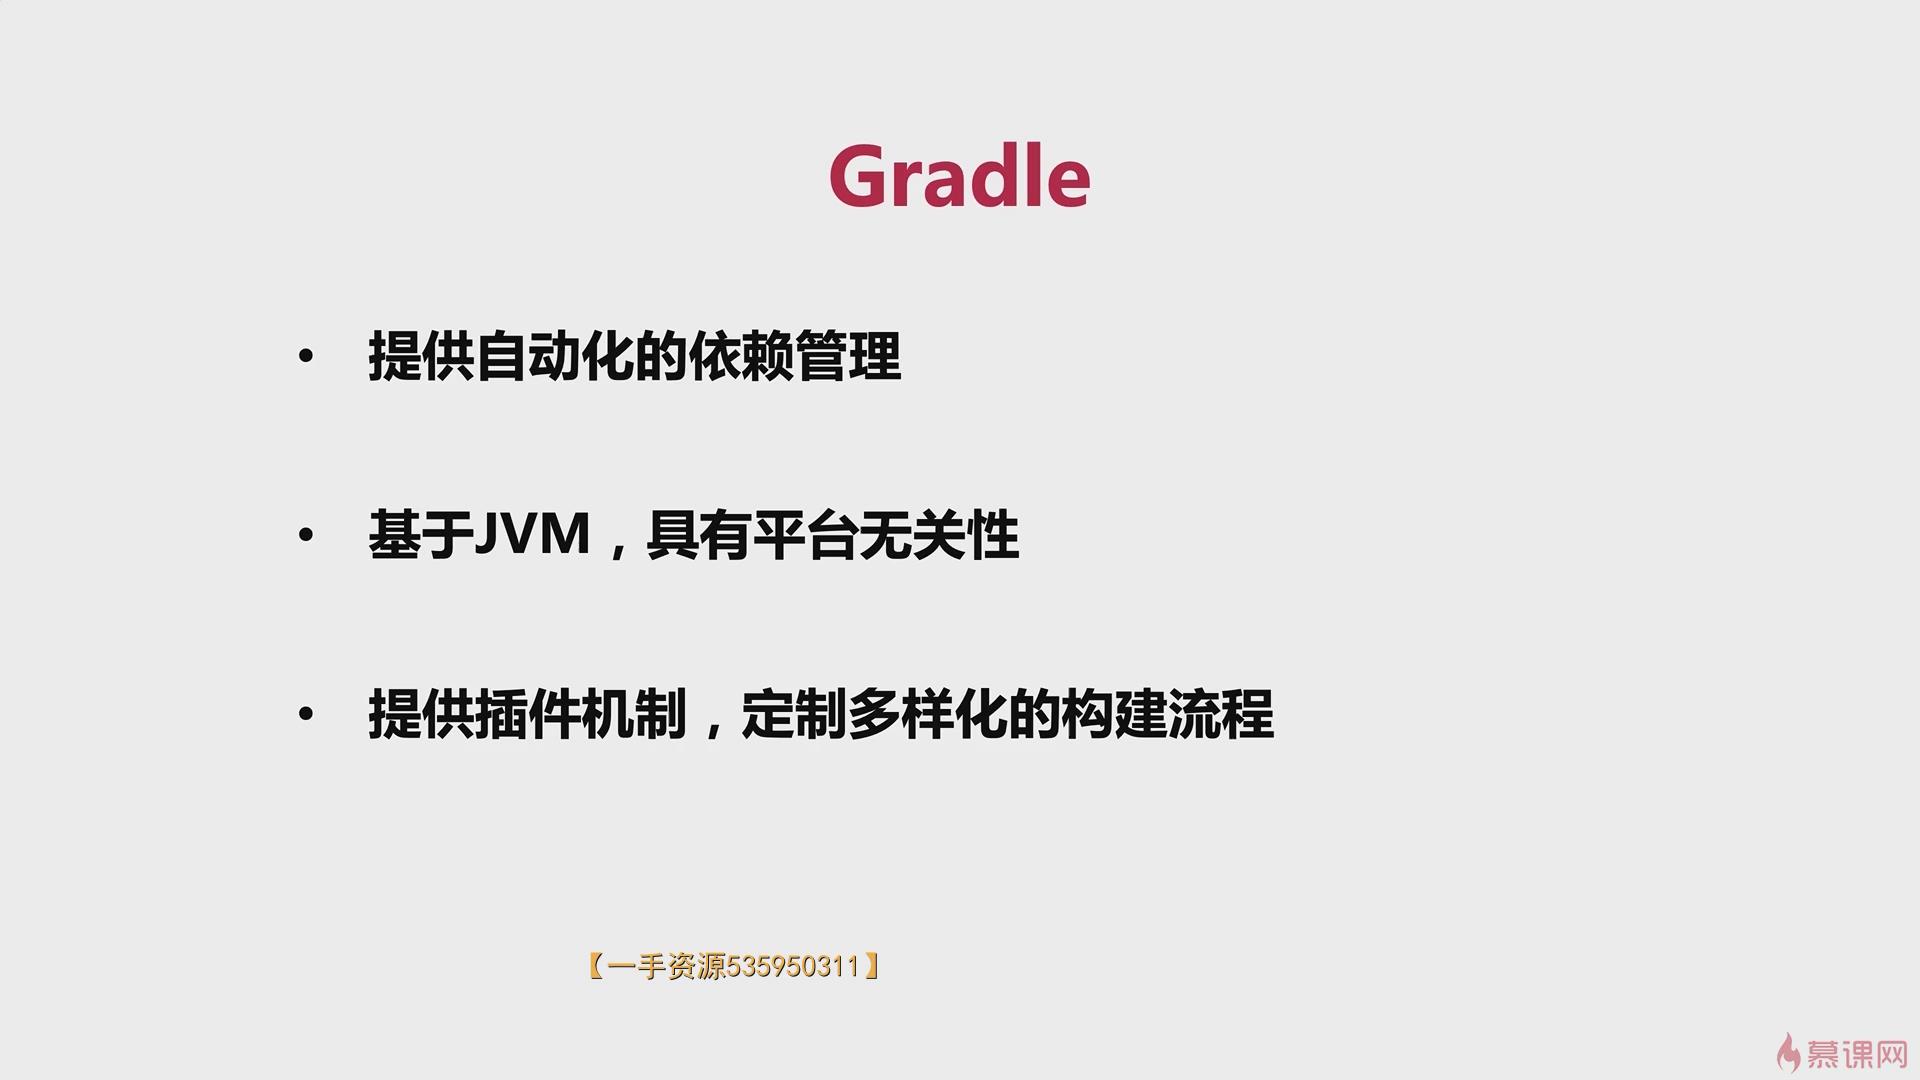 Gradle
• 提供自动化的依赖管理
• 基于JVM，具有平台无关性
• 提供插件机制，定制多样化的构建流程
【一手资源535950311】
慕课网